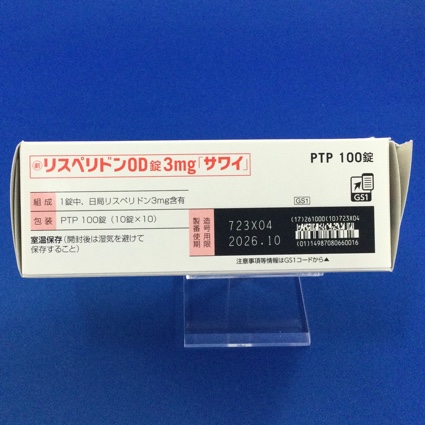 劇 リスペリドンOD錠3mg「サワイ」
PTP 100錠
GS1
組成 1錠中、日局リスペリドン3mg含有
包装 PTP 100錠（10錠×10）
室温保存（開封後は湿気を避けて
保存すること）
GS1
製造
番号
使用
期限
723X04
2026.10
(17)261000(10)723X04
(01)14987080660016
注意事項等情報はGS1コードから▲